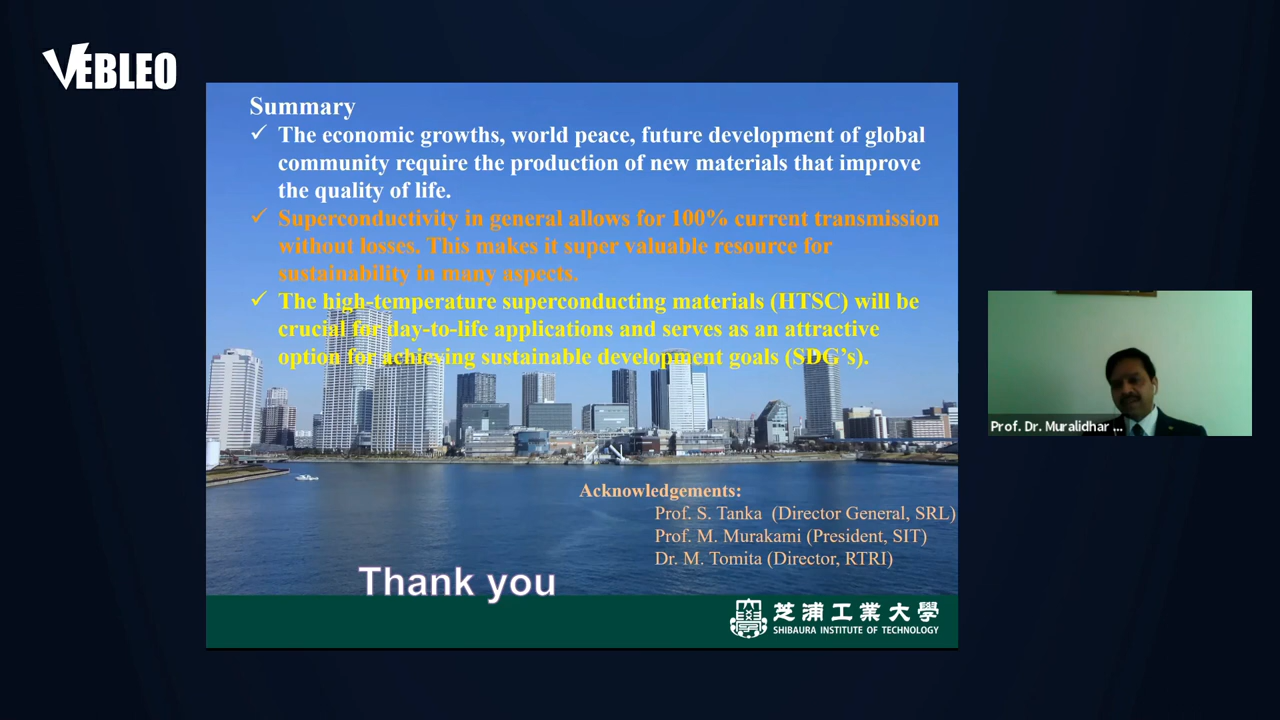 VEBLEO
Summary
✓ The economic growths, world peace, future development of global
community require the production of new materials that improve
the quality of life.
✓ Superconductivity in general allows for 100% current transmission
without losses. This makes it super valuable resource for
sustainability in many aspects.
✓ The high-temperature superconducting materials (HTSC) will be
crucial for day-to-life applications and serves as an attractive
option for achieving sustainable development goals (SDG’s).
Prof. Dr. Muralidhar ...
Acknowledgements:
Prof. S. Tanka (Director General, SRL)
Prof. M. Murakami (President, SIT)
Dr. M. Tomita (Director, RTRI)
Thank you
芝浦工業大學
SHIBAURA INSTITUTE OF TECHNOLOGY